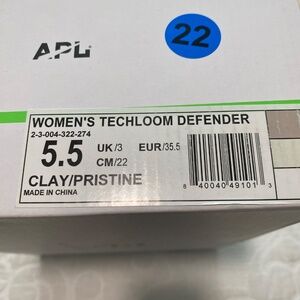 APL
22
WOMEN'S TECHLOOM DEFENDER
2-3-004-322-274
5.5 UK/3 EUR/35.5
CM/22
CLAY/PRISTINE
MADE IN CHINA
8 40040 49101 3